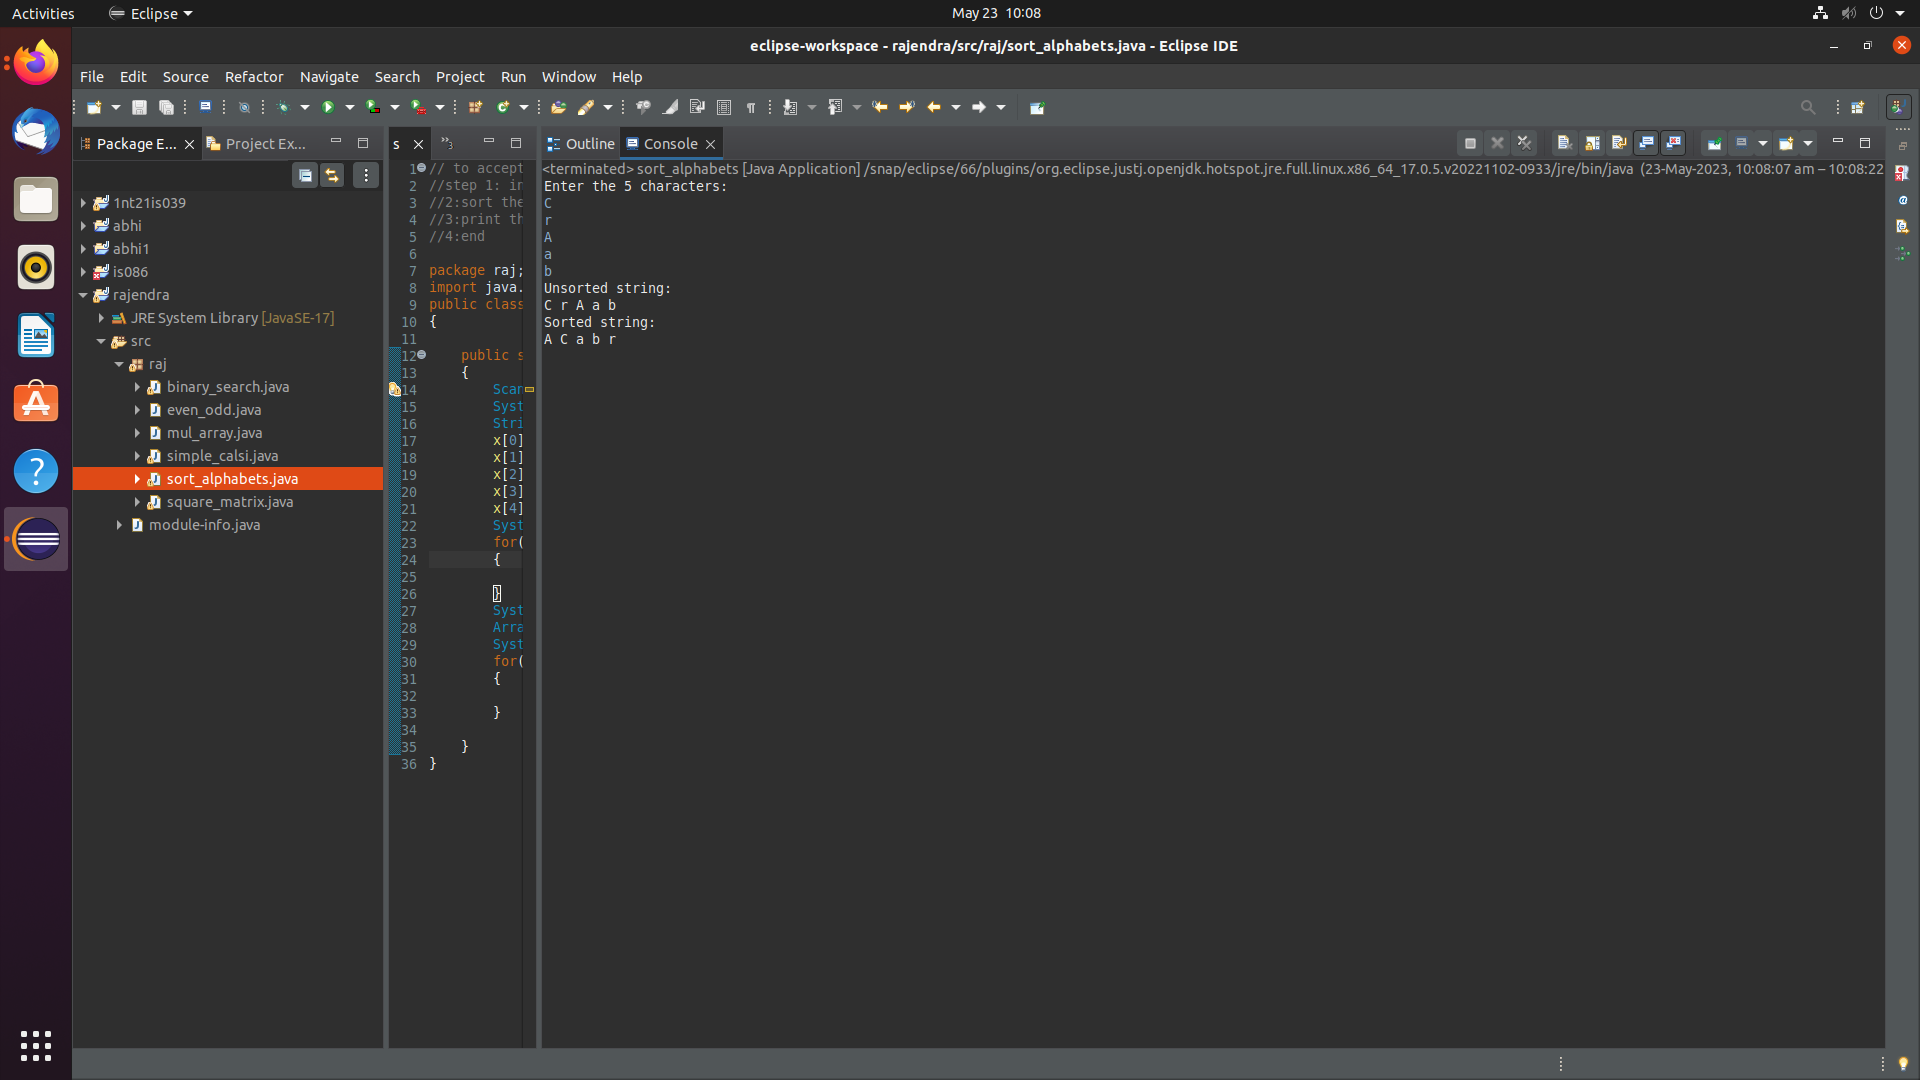 Activities
Eclipse
May 23 10:08
eclipse-workspace - rajendra/src/raj/sort_alphabets.java - Eclipse IDE
File Edit Source Refactor Navigate Search Project Run Window Help
Package E...
Project Ex...
1nt21is039
abhi
abhi1
is086
rajendra
JRE System Library [JavaSE-17]
src
raj
binary_search.java
even_odd.java
mul_array.java
simple_calsi.java
sort_alphabets.java
square_matrix.java
module-info.java
s
3
1 // to accept
2 //step 1: in
3 //2:sort the
4 //3:print th
5 //4:end
6
7 package raj;
8 import java.
9 public class
10 {
11
12 public s
13 {
14 Scan
15 Syst
16 Stri
17 x[0]
18 x[1]
19 x[2]
20 x[3]
21 x[4]
22 Syst
23 for(
24 {
25
26 }
27 Syst
28 Arra
29 Syst
30 for(
31 {
32
33 }
34
35 }
36 }
Outline
Console
<terminated> sort_alphabets [Java Application] /snap/eclipse/66/plugins/org.eclipse.justj.openjdk.hotspot.jre.full.linux.x86_64_17.0.5.v20221102-0933/jre/bin/java (23-May-2023, 10:08:07 am – 10:08:22
Enter the 5 characters:
C
r
A
a
b
Unsorted string:
C r A a b
Sorted string:
A C a b r